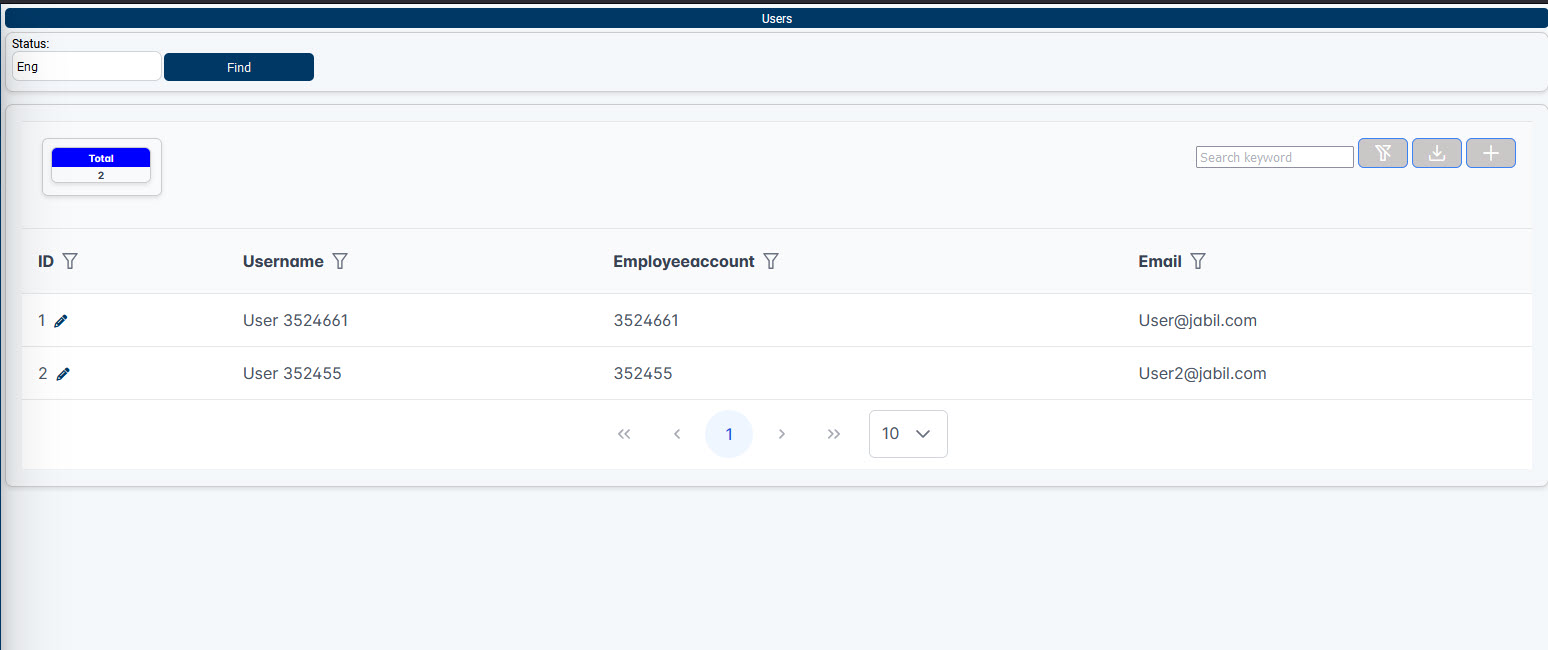 Users
Status:
Eng Find
Total
2
Search keyword
ID Username Employeeaccount Email
1 User 3524661 3524661 User@jabil.com
2 User 352455 352455 User2@jabil.com
« ‹ 1 › » 10